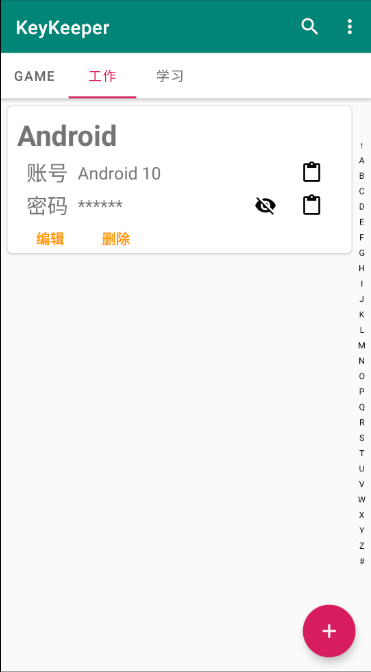 KeyKeeper
GAME 工作 学习
Android
账号 Android 10
密码 ******
编辑 删除
↑
A
B
C
D
E
F
G
H
I
J
K
L
M
N
O
P
Q
R
S
T
U
V
W
X
Y
Z
#